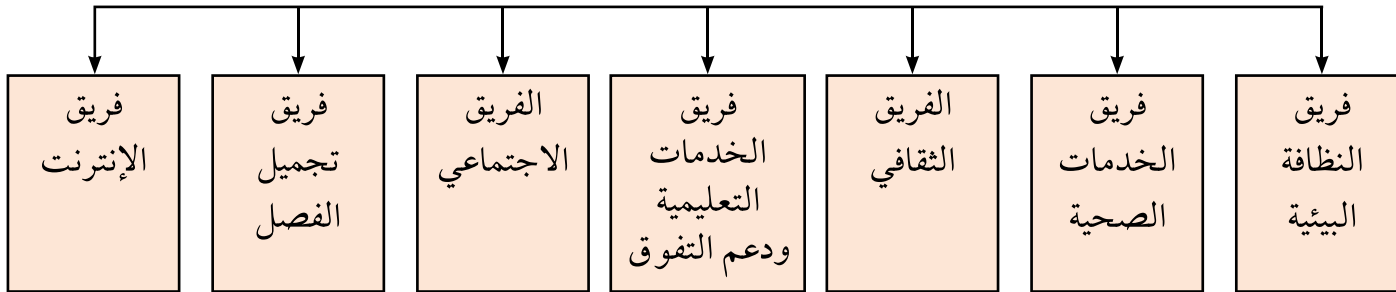 فريق
النظافة
البيئية
فريق
الخدمات
الصحية
الفريق
الثقافي
فريق
الخدمات
التعليمية
ودعم التفوق
الفريق
الاجتماعي
فريق
تجميل
الفصل
فريق
الإنترنت